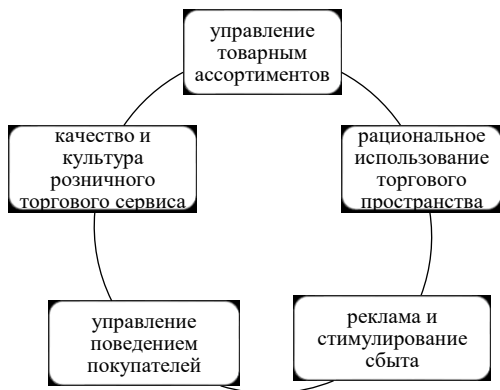 управление
товарным
ассортиментов
качество и
культура
розничного
торгового сервиса
рациональное
использование
торгового
пространства
управление
поведением
покупателей
реклама и
стимулирование
сбыта